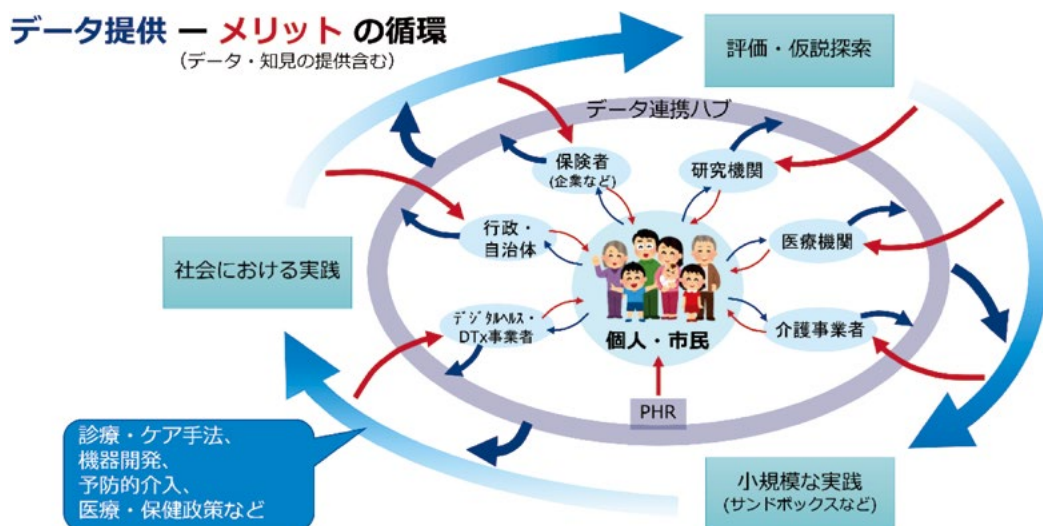 データ提供 ー メリット の循環
（データ・知見の提供含む）
評価・仮説探索
データ連携ハブ
保険者
(企業など)
研究機関
行政・
自治体
医療機関
社会における実践
ﾃﾞｼﾞﾀﾙﾍﾙｽ・
DTx事業者
個人・市民
介護事業者
PHR
診療・ケア手法、
機器開発、
予防的介入、
医療・保健政策など
小規模な実践
(サンドボックスなど)